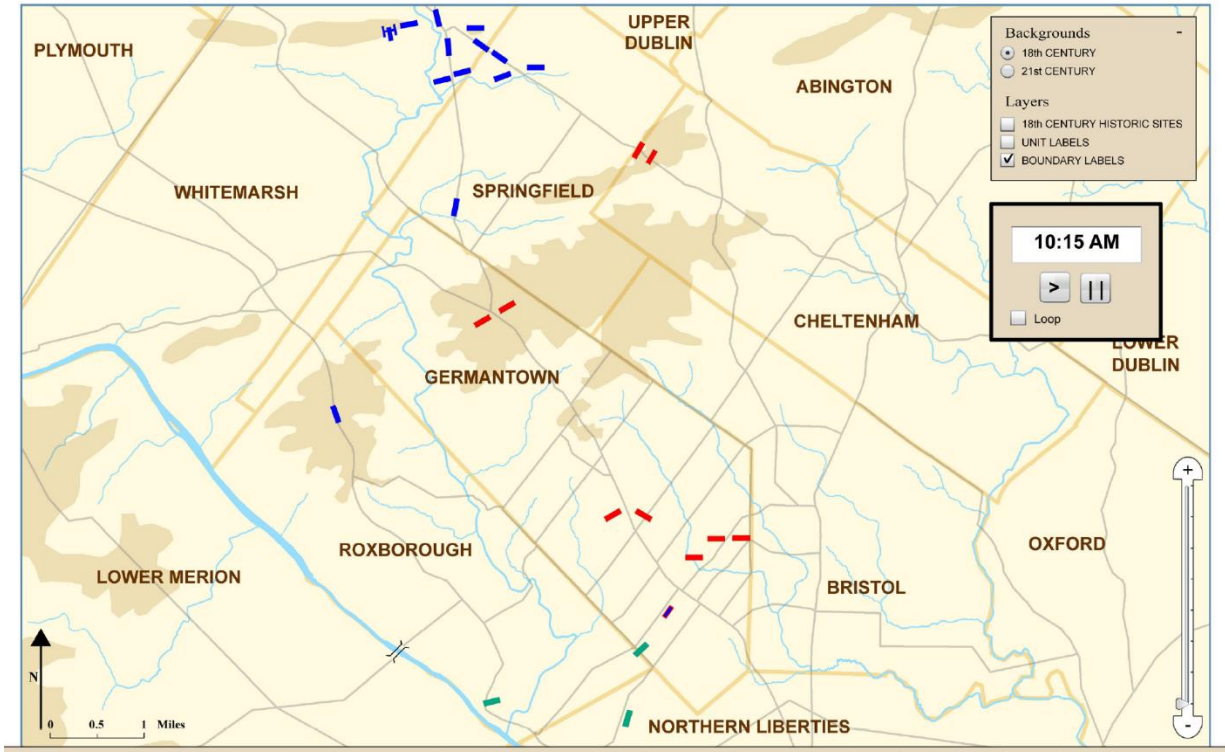 PLYMOUTH
UPPER
DUBLIN
ABINGTON
WHITEMARSH
SPRINGFIELD
CHELTENHAM
LOWER
DUBLIN
GERMANTOWN
ROXBOROUGH
LOWER MERION
OXFORD
BRISTOL
NORTHERN LIBERTIES
N
0 0.5 1 Miles
Backgrounds -
18th CENTURY
21st CENTURY
Layers
18th CENTURY HISTORIC SITES
UNIT LABELS
BOUNDARY LABELS
10:15 AM
> ||
Loop
+
-